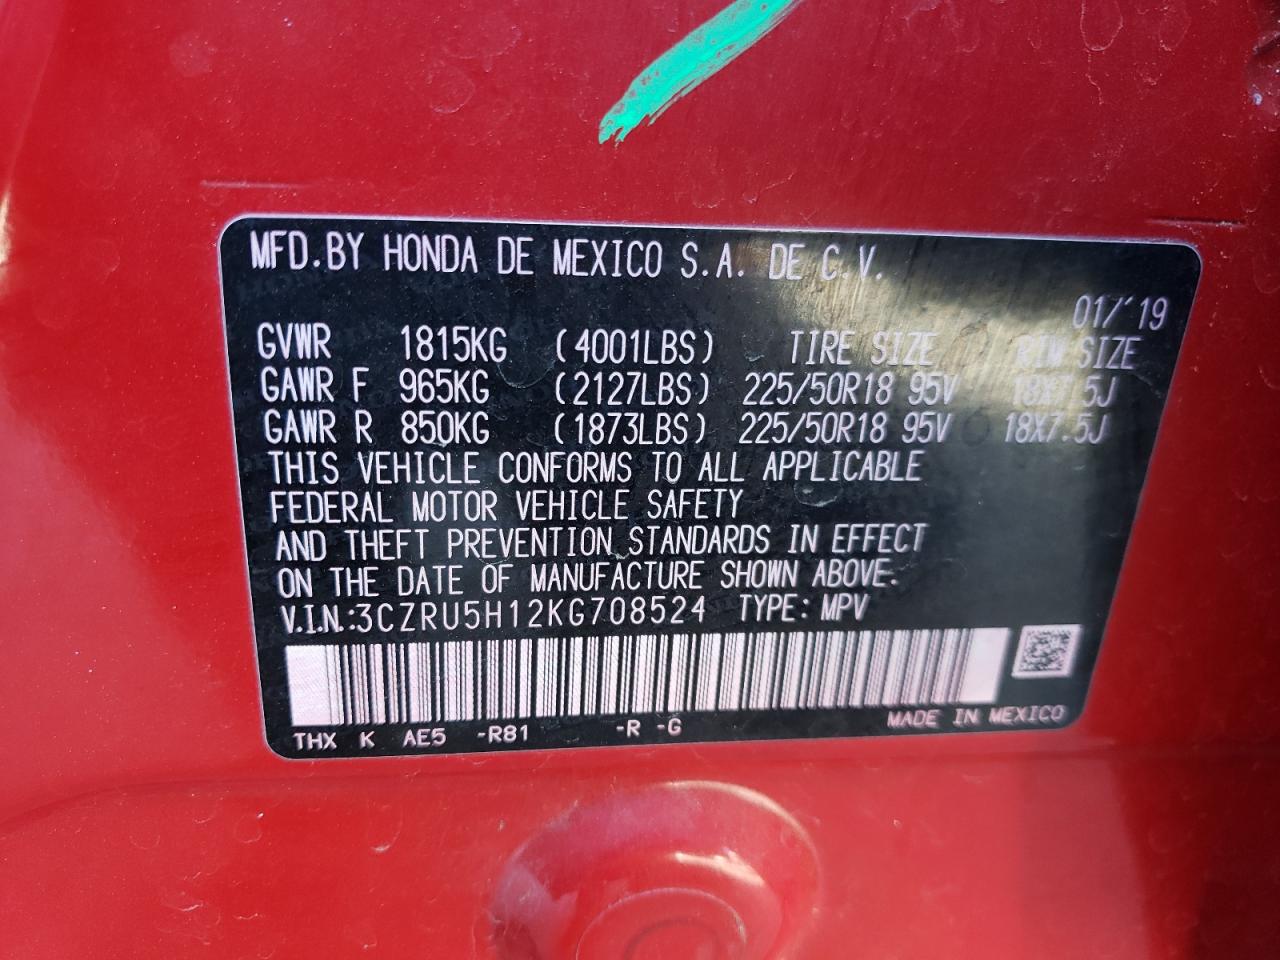 MFD.BY HONDA DE MEXICO S.A. DE C.V.
01/'19
GVWR 1815KG (4001LBS) TIRE SIZE RIM SIZE
GAWR F 965KG (2127LBS) 225/50R18 95V 18X7.5J
GAWR R 850KG (1873LBS) 225/50R18 95V 18X7.5J
THIS VEHICLE CONFORMS TO ALL APPLICABLE
FEDERAL MOTOR VEHICLE SAFETY
AND THEFT PREVENTION STANDARDS IN EFFECT
ON THE DATE OF MANUFACTURE SHOWN ABOVE.
V.I.N.:3CZRU5H12KG708524 TYPE: MPV
THX K AE5 -R81 -R -G MADE IN MEXICO